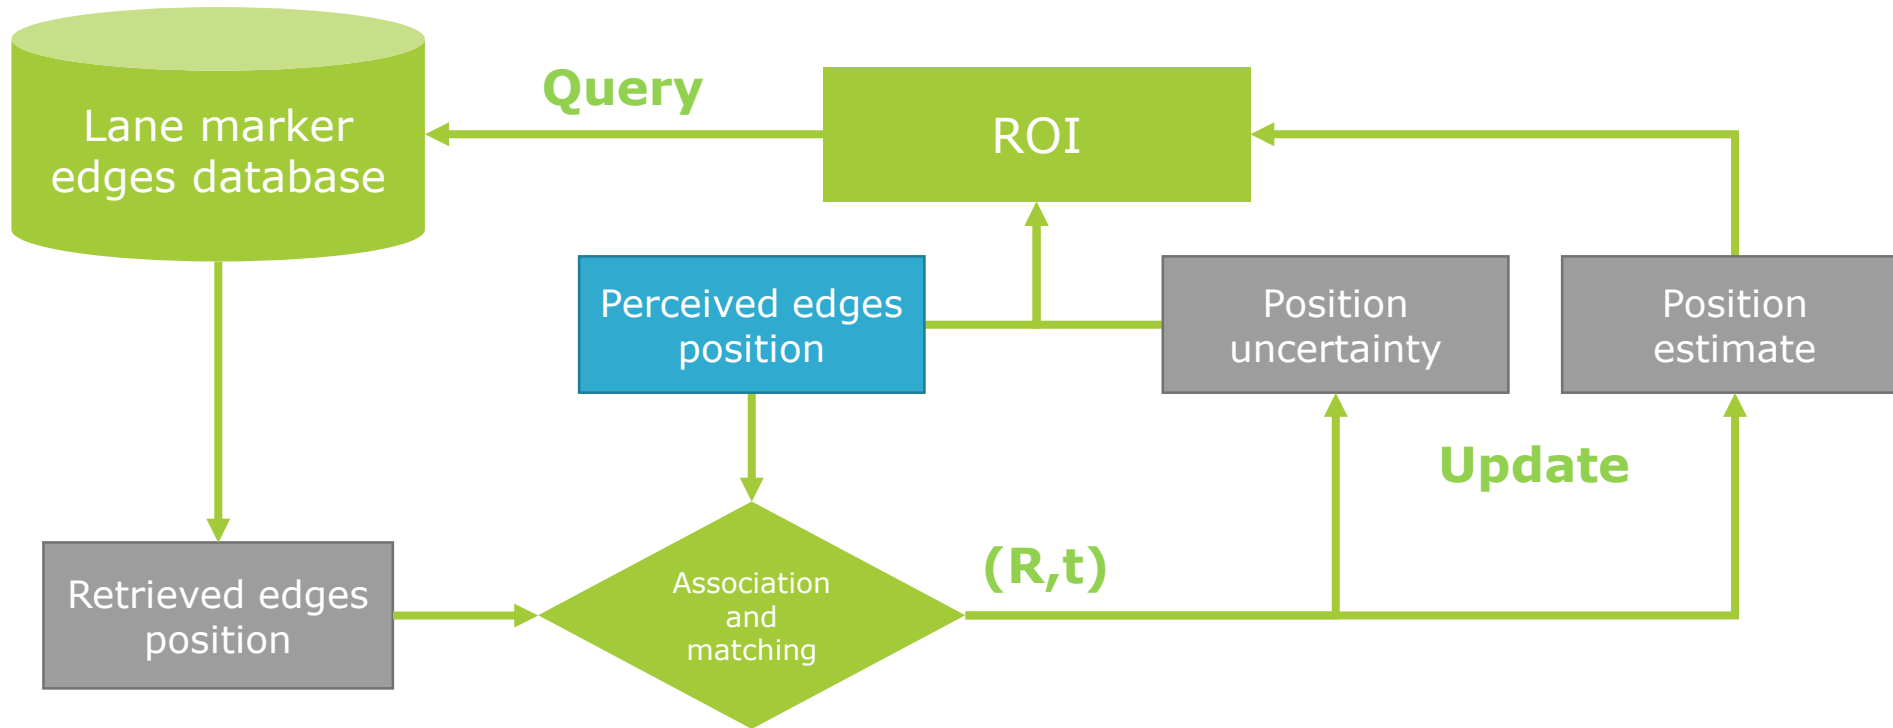 Lane marker
edges database
Query
ROI
Perceived edges
position
Position
uncertainty
Position
estimate
Update
Retrieved edges
position
Association
and
matching
(R,t)